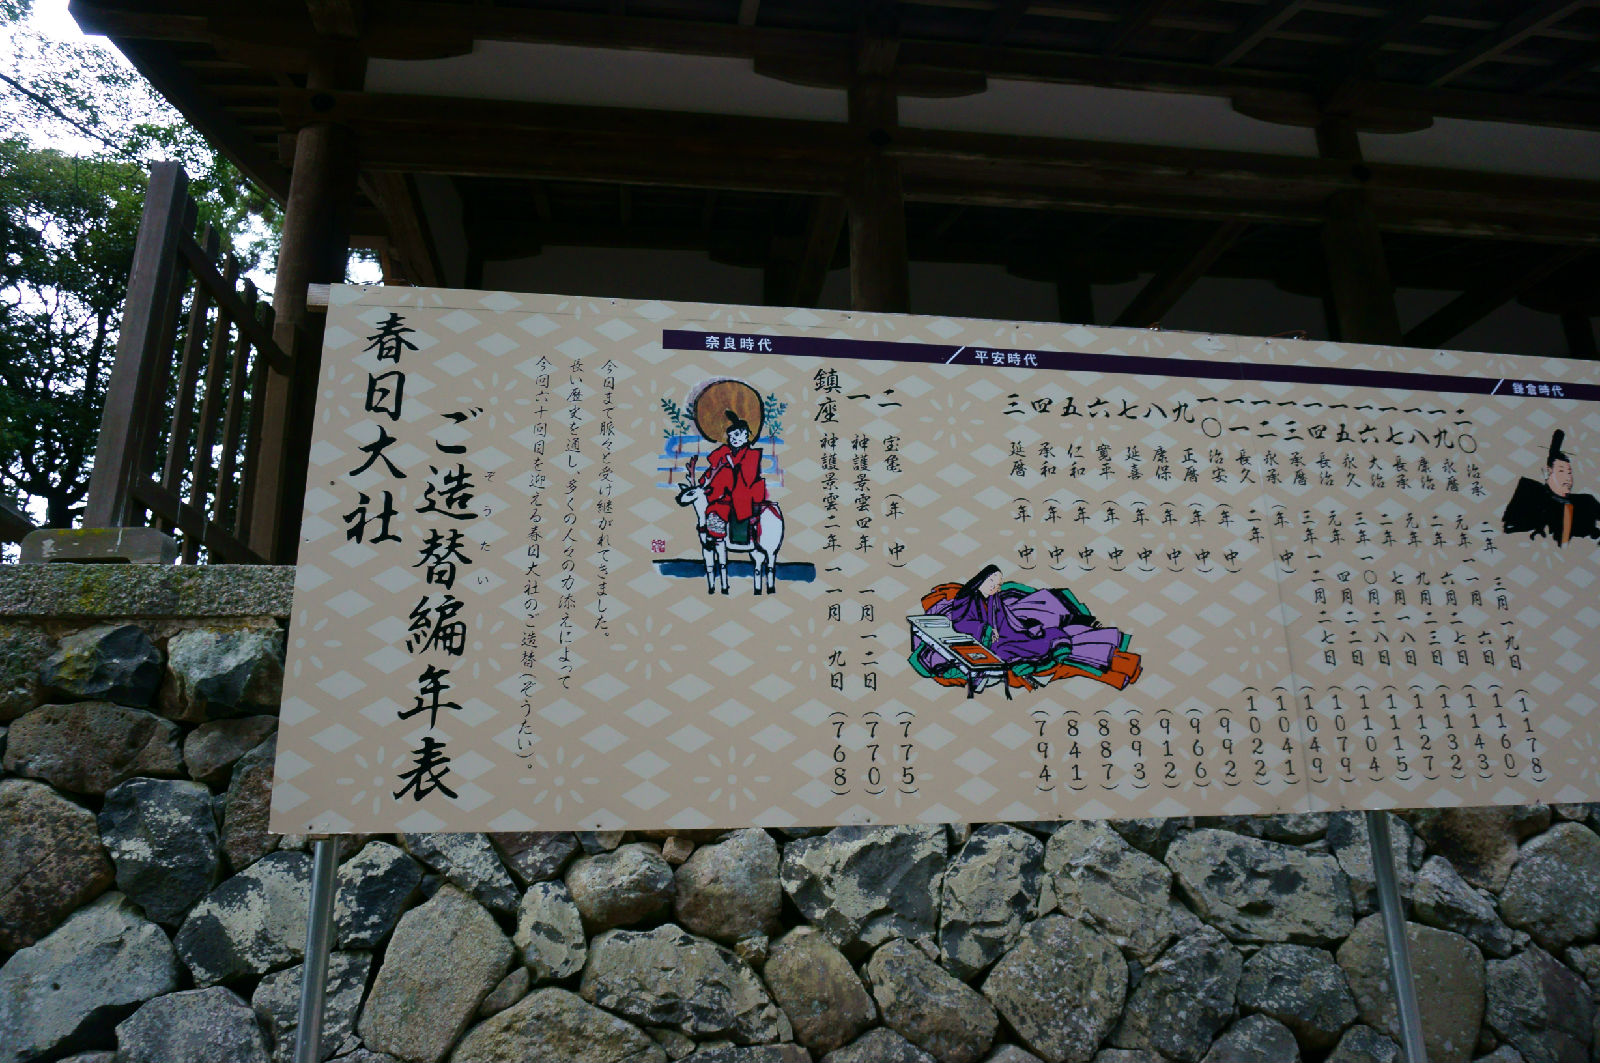 春日大社
ご造替編年表
ぞうたい
今回六十回目を迎える春日大社のご造替(ぞうたい)。
長い歴史を通し、多くの人々の力添えによって
今日まで脈々と受け継がれてきました。
奈良時代
鎮座 神護景雲二年 一一月 九日 (768)
一 神護景雲四年 一月一二日 (770)
二 宝亀 (年 中) (775)
平安時代
三 延暦 (年 中) (794)
四 承和 (年 中) (841)
五 仁和 (年 中) (887)
六 寛平 (年 中) (893)
七 延喜 (年 中) (912)
八 康保 (年 中) (966)
九 正暦 (年 中) (992)
一〇 治安 (年 中) (1022)
一一 長久 二年 (1041)
一二 永承 (年 中) (1049)
一三 承暦 三年 一二月二七日 (1079)
一四 長治 元年 四月二二日 (1104)
一五 永久 三年 一〇月二八日 (1115)
一六 大治 二年 七月一八日 (1127)
一七 長承 元年 九月二三日 (1132)
一八 康治 二年 六月二七日 (1143)
一九 永暦 元年 一一月 六日 (1160)
二〇 治承 二年 三月一九日 (1178)
鎌倉時代